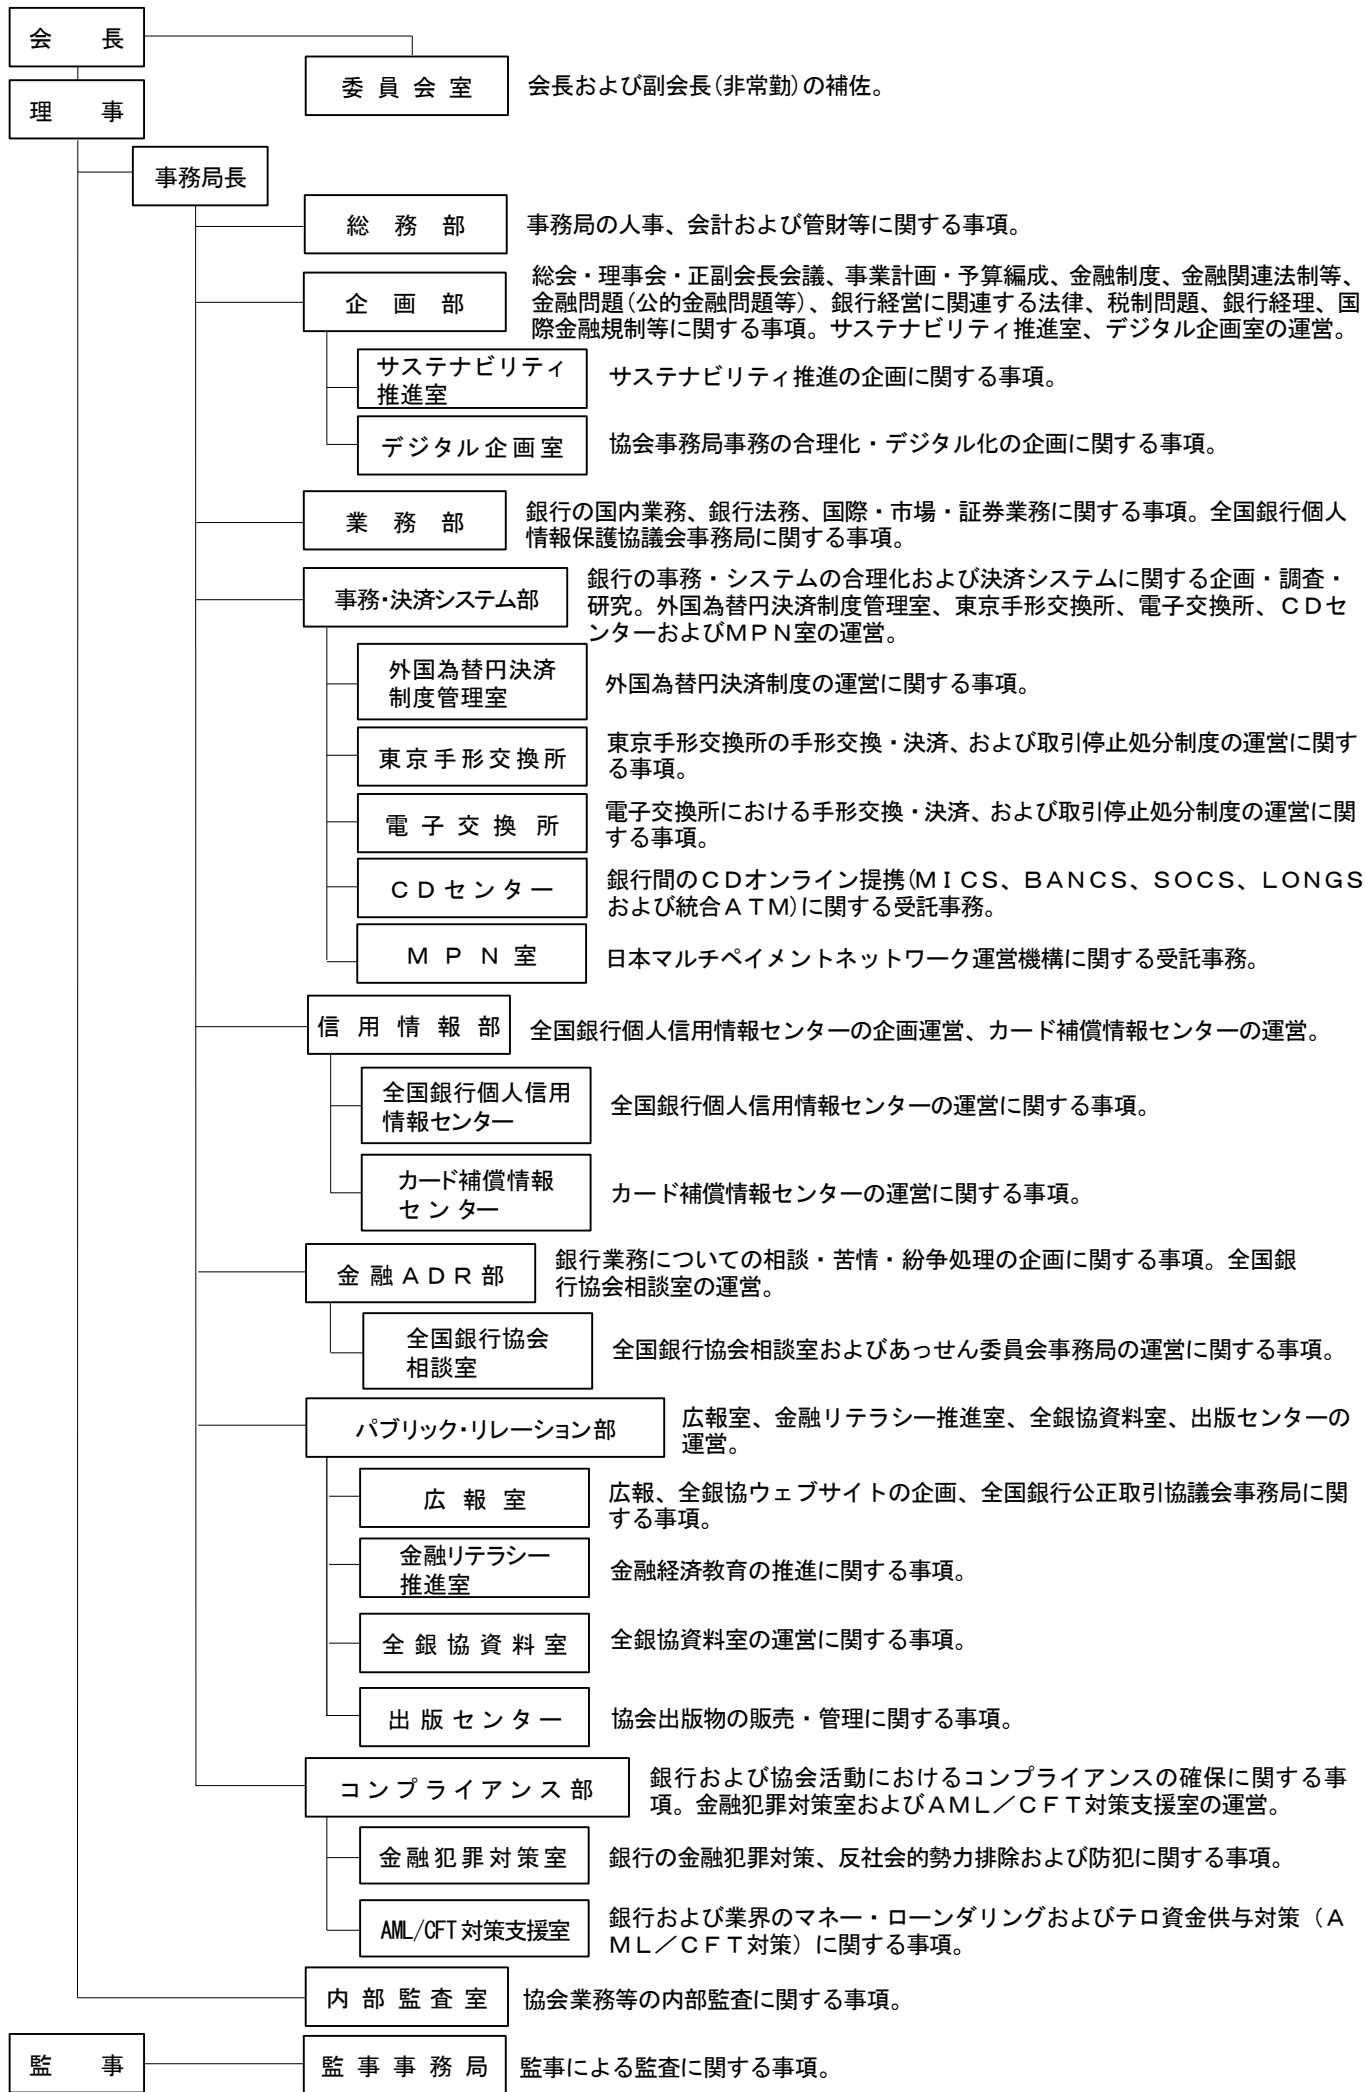 会　長
委員会室
会長および副会長(非常勤)の補佐。
理　事
事務局長
総　務　部
事務局の人事、会計および管財等に関する事項。
企　画　部
総会・理事会・正副会長会議、事業計画・予算編成、金融制度、金融関連法制等、
金融問題(公的金融問題等)、銀行経営に関連する法律、税制問題、銀行経理、国
際金融規制等に関する事項。サステナビリティ推進室、デジタル企画室の運営。
サステナビリティ
推進室
サステナビリティ推進の企画に関する事項。
デジタル企画室
協会事務局事務の合理化・デジタル化の企画に関する事項。
業　務　部
銀行の国内業務、銀行法務、国際・市場・証券業務に関する事項。全国銀行個人
情報保護協議会事務局に関する事項。
事務・決済システム部
銀行の事務・システムの合理化および決済システムに関する企画・調査・
研究。外国為替円決済制度管理室、東京手形交換所、電子交換所、ＣＤセ
ンターおよびＭＰＮ室の運営。
外国為替円決済
制度管理室
外国為替円決済制度の運営に関する事項。
東京手形交換所
東京手形交換所の手形交換・決済、および取引停止処分制度の運営に関す
る事項。
電子交換所
電子交換所における手形交換・決済、および取引停止処分制度の運営に関
する事項。
ＣＤセンター
銀行間のＣＤオンライン提携(ＭＩＣＳ、ＢＡＮＣＳ、ＳＯＣＳ、ＬＯＮＧＳ
および統合ＡＴＭ)に関する受託事務。
ＭＰＮ室
日本マルチペイメントネットワーク運営機構に関する受託事務。
信用情報部
全国銀行個人信用情報センターの企画運営、カード補償情報センターの運営。
全国銀行個人信用
情報センター
全国銀行個人信用情報センターの運営に関する事項。
カード補償情報
センター
カード補償情報センターの運営に関する事項。
金融ＡＤＲ部
銀行業務についての相談・苦情・紛争処理の企画に関する事項。全国銀
行協会相談室の運営。
全国銀行協会
相談室
全国銀行協会相談室およびあっせん委員会事務局の運営に関する事項。
パブリック・リレーション部
広報室、金融リテラシー推進室、全銀協資料室、出版センターの
運営。
広報室
広報、全銀協ウェブサイトの企画、全国銀行公正取引協議会事務局に関
する事項。
金融リテラシー
推進室
金融経済教育の推進に関する事項。
全銀協資料室
全銀協資料室の運営に関する事項。
出版センター
協会出版物の販売・管理に関する事項。
コンプライアンス部
銀行および協会活動におけるコンプライアンスの確保に関する事
項。金融犯罪対策室およびＡＭＬ／ＣＦＴ対策支援室の運営。
金融犯罪対策室
銀行の金融犯罪対策、反社会的勢力排除および防犯に関する事項。
AML/CFT対策支援室
銀行および業界のマネー・ローンダリングおよびテロ資金供与対策（Ａ
ＭＬ／ＣＦＴ対策）に関する事項。
内部監査室
協会業務等の内部監査に関する事項。
監　事
監事事務局
監事による監査に関する事項。